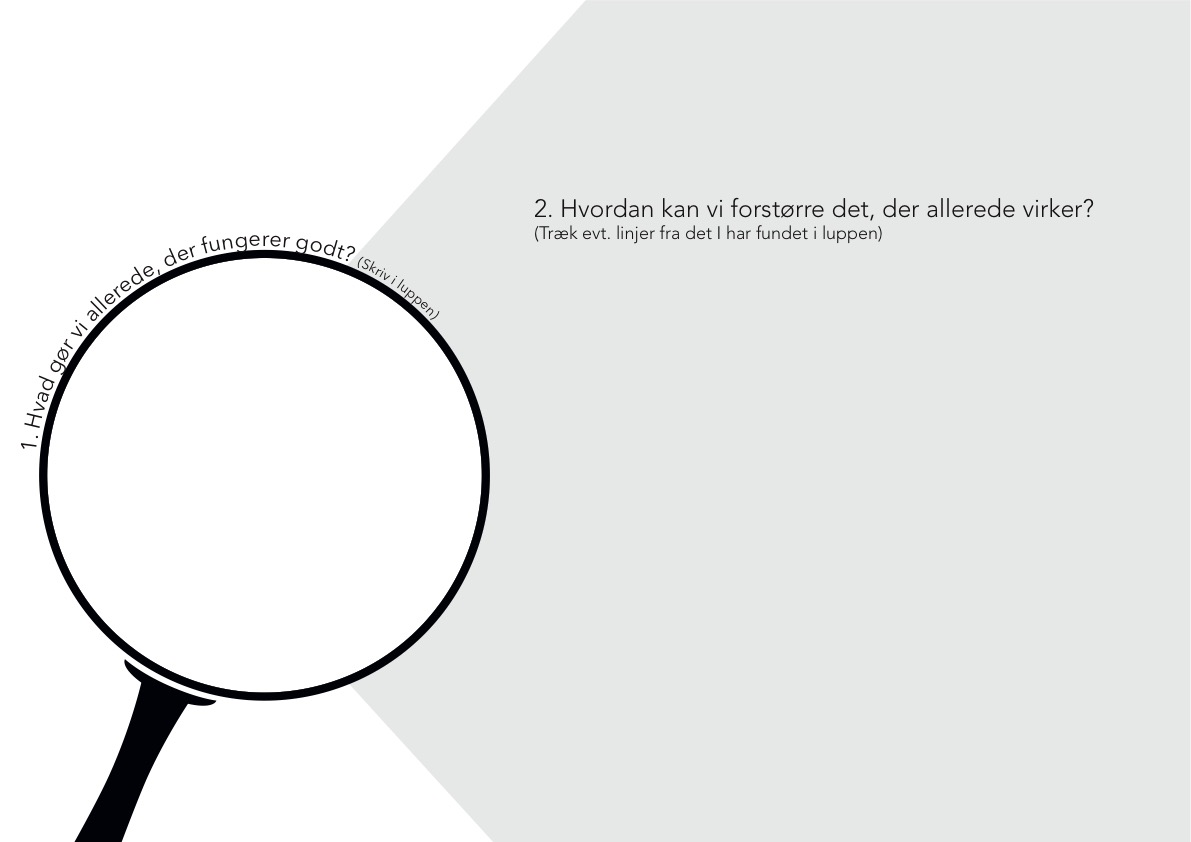 1. Hvad gør vi allerede, der fungerer godt? (Skriv i luppen)
2. Hvordan kan vi forstørre det, der allerede virker?
(Træk evt. linjer fra det I har fundet i luppen)